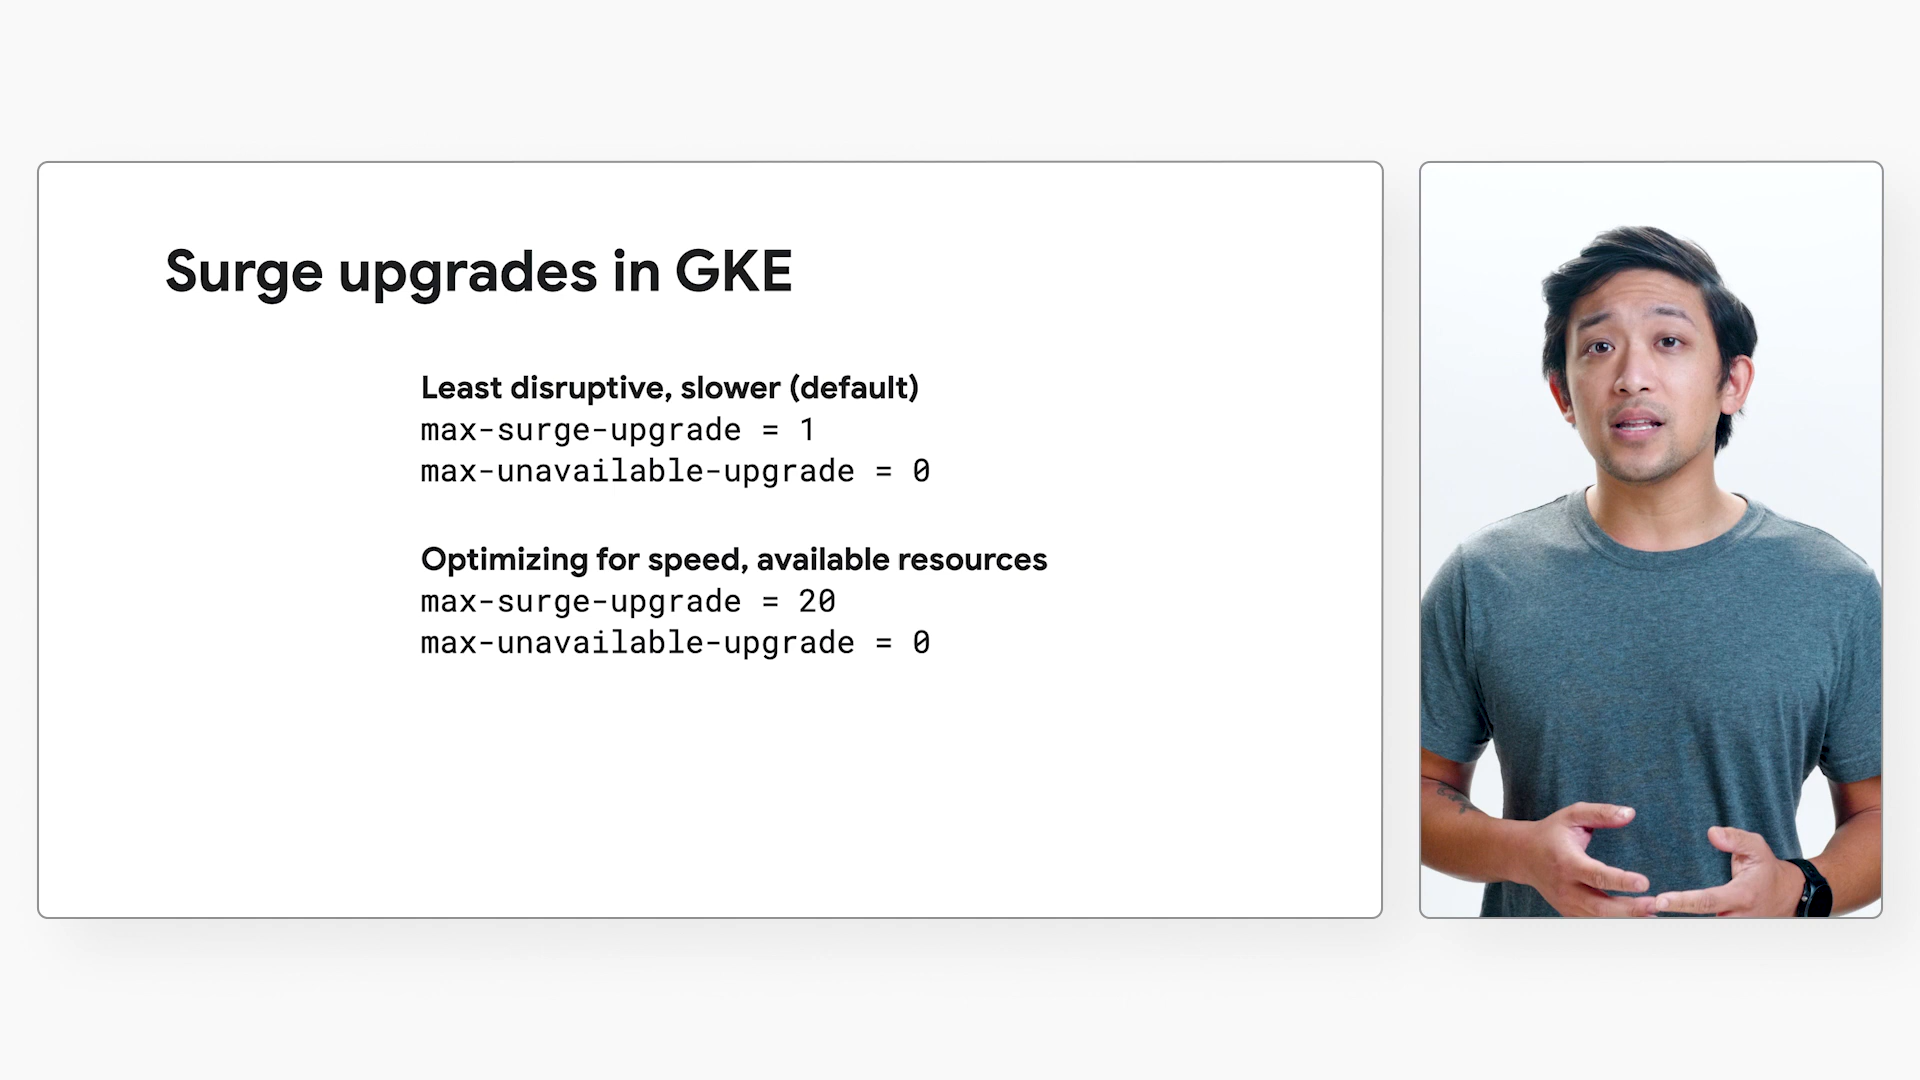 Surge upgrades in GKE
Least disruptive, slower (default)
max-surge-upgrade = 1
max-unavailable-upgrade = 0
Optimizing for speed, available resources
max-surge-upgrade = 20
max-unavailable-upgrade = 0